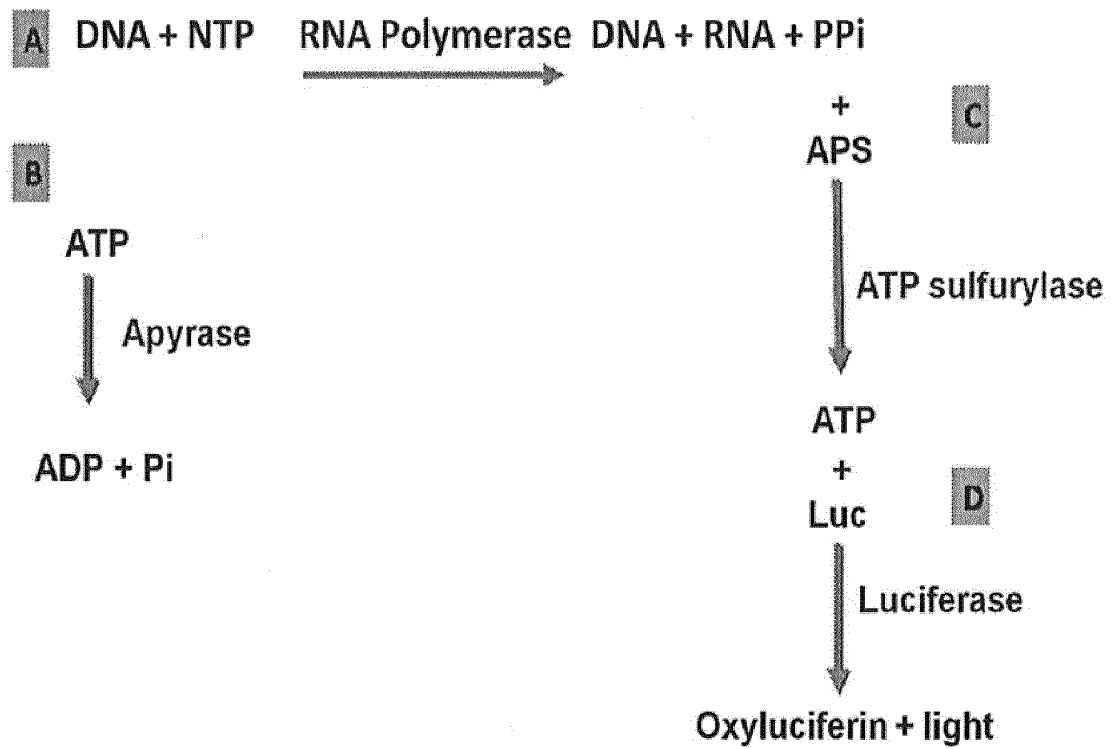 A DNA + NTP RNA Polymerase DNA + RNA + PPi
+
C
APS
B
ATP
Apyrase
ADP + Pi
ATP sulfurylase
ATP
+
D
Luc
Luciferase
Oxyluciferin + light